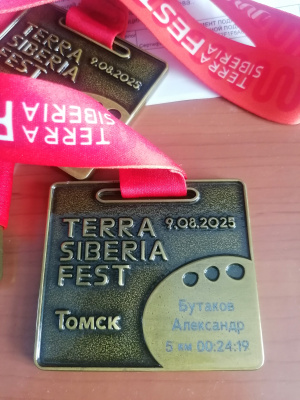 TERRA
SIBERIA
FEST
9.08.2025
TERRA
SIBERIA
FEST
TERRA
SIBERIA
TERRA
SIBERIA
FEST
9.08.2025
Томск
Бутаков
Александр
5 км 00:24:19